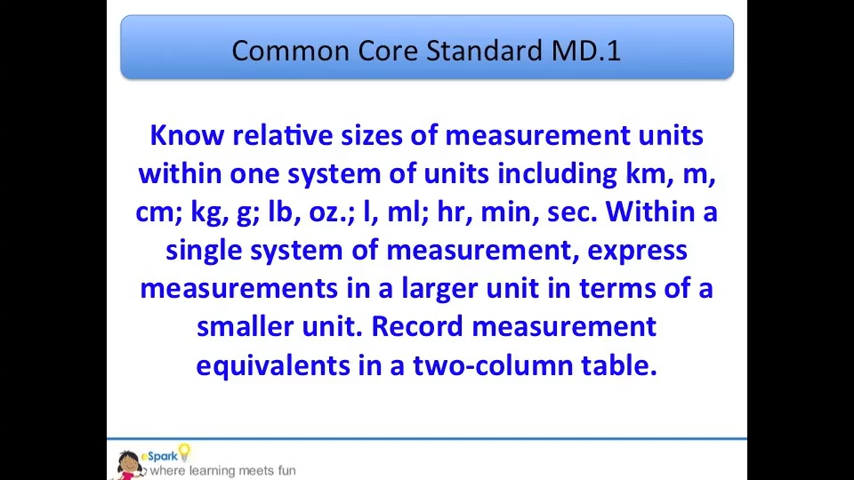 Common Core Standard MD.1
Know relative sizes of measurement units
within one system of units including km, m,
cm; kg, g; lb, oz.; l, ml; hr, min, sec. Within a
single system of measurement, express
measurements in a larger unit in terms of a
smaller unit. Record measurement
equivalents in a two-column table.
eSpark
where learning meets fun